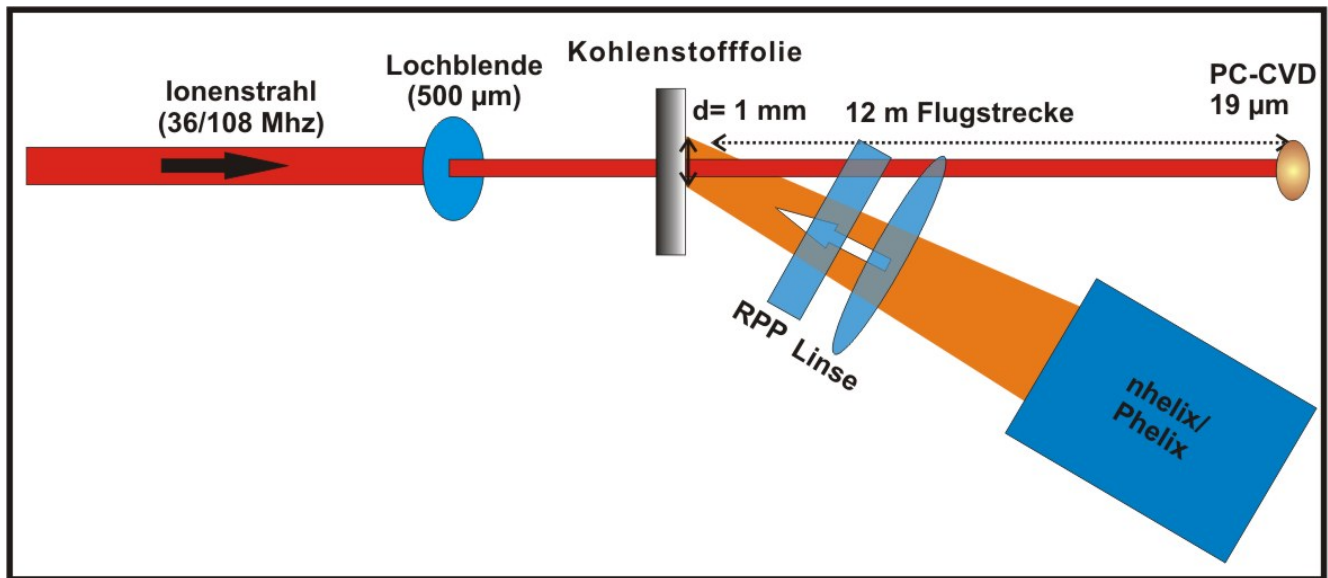 Ionenstrahl
(36/108 Mhz)
Lochblende
(500 µm)
Kohlenstofffolie
d= 1 mm
12 m Flugstrecke
PC-CVD
19 µm
RPP
Linse
nhelix/
Phelix